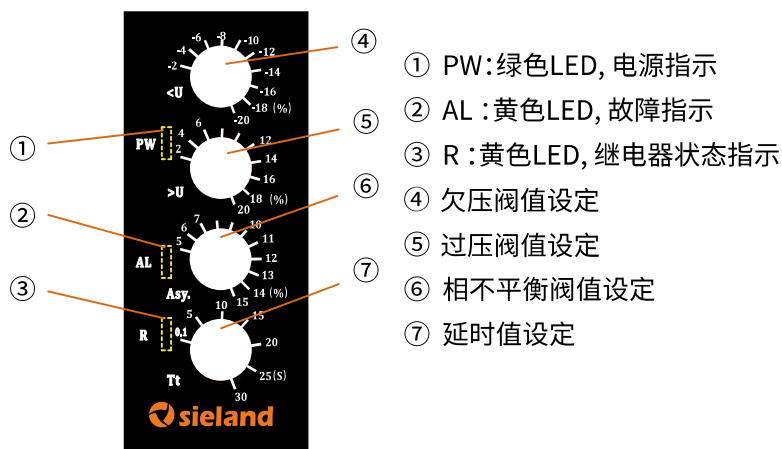 -8
-6
-10
-4
-12
-2
-14
-16
<U
-18 (%)
-20
④
① PW:绿色LED, 电源指示
② AL :黄色LED, 故障指示
③ R :黄色LED, 继电器状态指示
④ 欠压阀值设定
⑤ 过压阀值设定
⑥ 相不平衡阀值设定
⑦ 延时值设定
①
PW
6
4
12
2
14
16
>U
18 (%)
20
⑤
②
AL
7
10
6
11
5
12
13
Asy.
14 (%)
15
⑥
③
R
10
5
15
0.1
20
25(S)
Tt
30
⑦
sieland